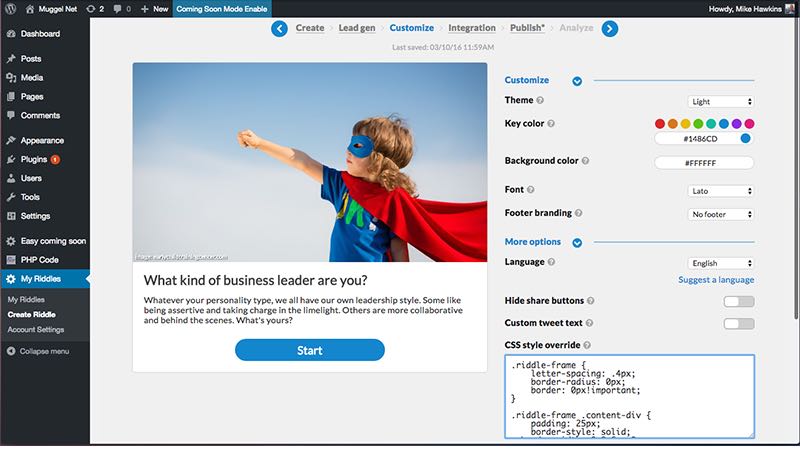 Muggel Net 2 0 + New Coming Soon Mode Enable Howdy, Mike Hawkins
Create Lead gen Customize Integration Publish* Analyze
Last saved: 03/10/16 11:59AM
Dashboard
Posts
Media
Pages
Comments
Appearance
Plugins 1
Users
Tools
Settings
Easy coming soon
PHP Code
My Riddles
My Riddles
Create Riddle
Account Settings
Collapse menu
What kind of business leader are you?
Whatever your personality type, we all have our own leadership style. Some like
being assertive and taking charge in the limelight. Others are more collaborative
and behind the scenes. What's yours?
Start
Customize
Theme ? Light
Key color ?
#1486CD
Background color ? #FFFFFF
Font ? Lato
Footer branding ? No footer
More options
Language ? English
Suggest a language
Hide share buttons ?
Custom tweet text ?
CSS style override ?
.riddle-frame {
letter-spacing: .4px;
border-radius: 0px;
border: 0px!important;
}
.riddle-frame .content-div {
padding: 25px;
border-style: solid;